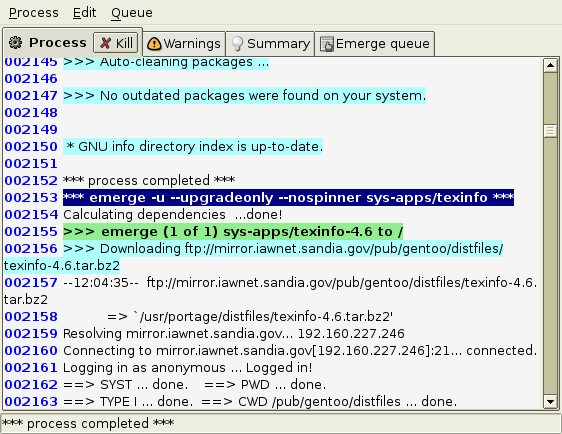 Process Edit Queue
Process Kill Warnings Summary Emerge queue
002145 >>> Auto-cleaning packages ...
002146
002147 >>> No outdated packages were found on your system.
002148
002149
002150 * GNU info directory index is up-to-date.
002151
002152 *** process completed ***
002153 *** emerge -u --upgradeonly --nospinner sys-apps/texinfo ***
002154 Calculating dependencies ...done!
002155 >>> emerge (1 of 1) sys-apps/texinfo-4.6 to /
002156 >>> Downloading ftp://mirror.iawnet.sandia.gov/pub/gentoo/distfiles/
texinfo-4.6.tar.bz2
002157 --12:04:35-- ftp://mirror.iawnet.sandia.gov/pub/gentoo/distfiles/texinfo-4.6.
tar.bz2
002158 => `/usr/portage/distfiles/texinfo-4.6.tar.bz2'
002159 Resolving mirror.iawnet.sandia.gov... 192.160.227.246
002160 Connecting to mirror.iawnet.sandia.gov[192.160.227.246]:21... connected.
002161 Logging in as anonymous ... Logged in!
002162 ==> SYST ... done. ==> PWD ... done.
002163 ==> TYPE I ... done. ==> CWD /pub/gentoo/distfiles ... done.
*** process completed ***